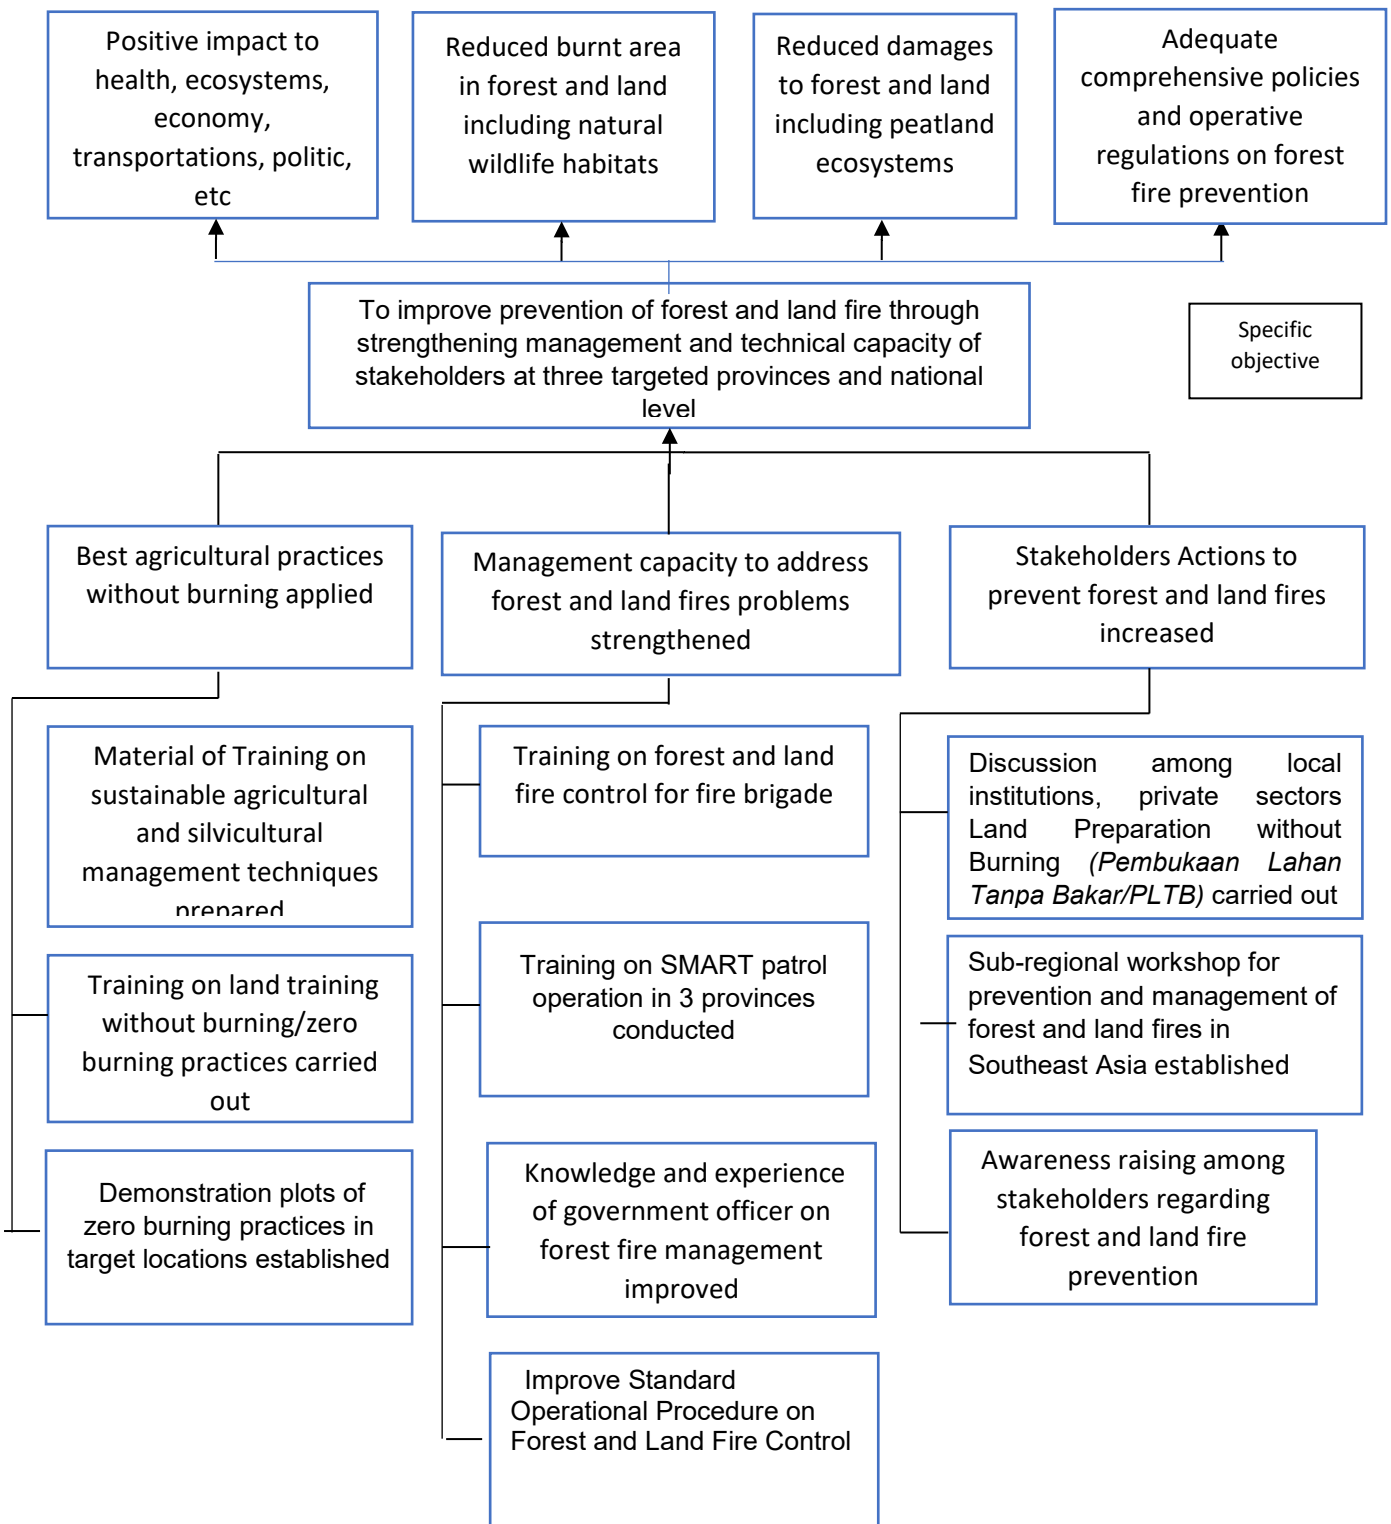 Positive impact to
health, ecosystems,
economy,
transportations, politic,
etc
Reduced burnt area
in forest and land
including natural
wildlife habitats
Reduced damages
to forest and land
including peatland
ecosystems
Adequate
comprehensive policies
and operative
regulations on forest
fire prevention
To improve prevention of forest and land fire through
strengthening management and technical capacity of
stakeholders at three targeted provinces and national
level
Specific
objective
Best agricultural practices
without burning applied
Management capacity to address
forest and land fires problems
strengthened
Stakeholders Actions to
prevent forest and land fires
increased
Material of Training on
sustainable agricultural
and silvicultural
management techniques
prepared
Training on land training
without burning/zero
burning practices carried
out
Demonstration plots of
zero burning practices in
target locations established
Training on forest and land
fire control for fire brigade
Training on SMART patrol
operation in 3 provinces
conducted
Knowledge and experience
of government officer on
forest fire management
improved
Improve Standard
Operational Procedure on
Forest and Land Fire Control
Discussion among local
institutions, private sectors
Land Preparation without
Burning (Pembukaan Lahan
Tanpa Bakar/PLTB) carried out
Sub-regional workshop for
prevention and management of
forest and land fires in
Southeast Asia established
Awareness raising among
stakeholders regarding
forest and land fire
prevention